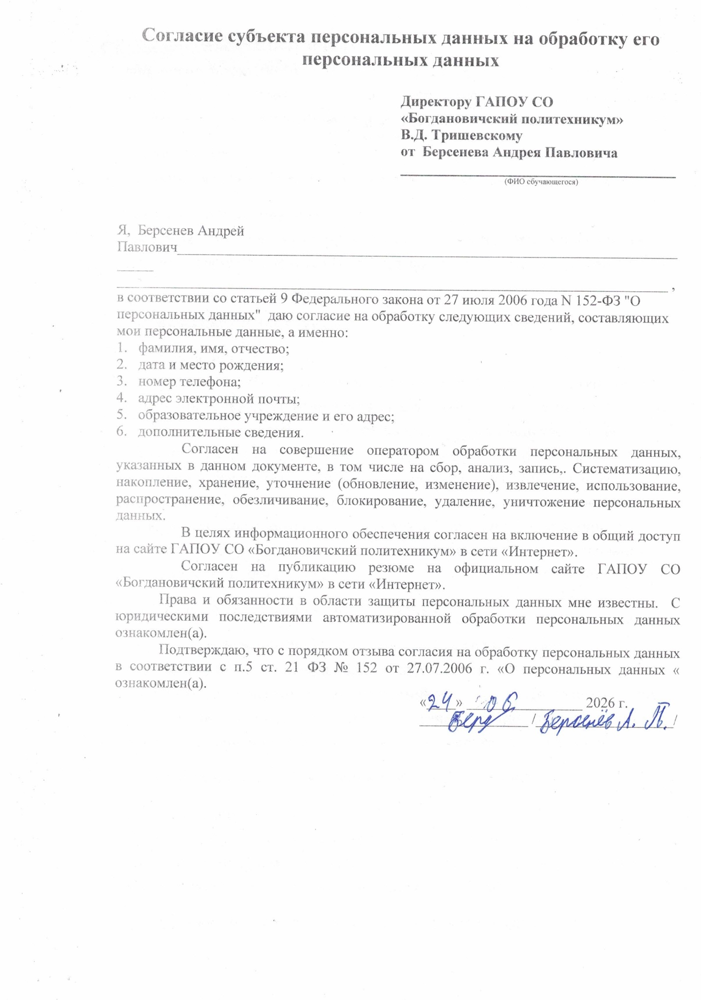 Согласие субъекта персональных данных на обработку его
персональных данных
Директору ГАПОУ СО
«Богдановичский политехникум»
В.Д. Тришевскому
от Берсенева Андрея Павловича
(ФИО сбучающегося)
Я, Берсенев Андрей
Павлович
,
в соответствии со статьей 9 Федерального закона от 27 июля 2006 года N 152-ФЗ "О
персональных данных" даю согласие на обработку следующих сведений, составляющих
мои персональные данные, а именно:
1. фамилия, имя, отчество;
2. дата и место рождения;
3. номер телефона;
4. адрес электронной почты;
5. образовательное учреждение и его адрес;
6. дополнительные сведения.
Согласен на совершение оператором обработки персональных данных,
указанных в данном документе, в том числе на сбор, анализ, запись,. Систематизацию,
накопление, хранение, уточнение (обновление, изменение), извлечение, использование,
распространение, обезличивание, блокирование, удаление, уничтожение персональных
данных.
В целях информационного обеспечения согласен на включение в общий доступ
на сайте ГАПОУ СО «Богдановичский политехникум» в сети «Интернет».
Согласен на публикацию резюме на официальном сайте ГАПОУ СО
«Богдановичский политехникум» в сети «Интернет».
Права и обязанности в области защиты персональных данных мне известны. С
юридическими последствиями автоматизированной обработки персональных данных
ознакомлен(а).
Подтверждаю, что с порядком отзыва согласия на обработку персональных данных
в соответствии с п.5 ст. 21 ФЗ № 152 от 27.07.2006 г. «О персональных данных «
ознакомлен(а).
«24» 06 2026 г.
Бер / Берсенёв А. П. /